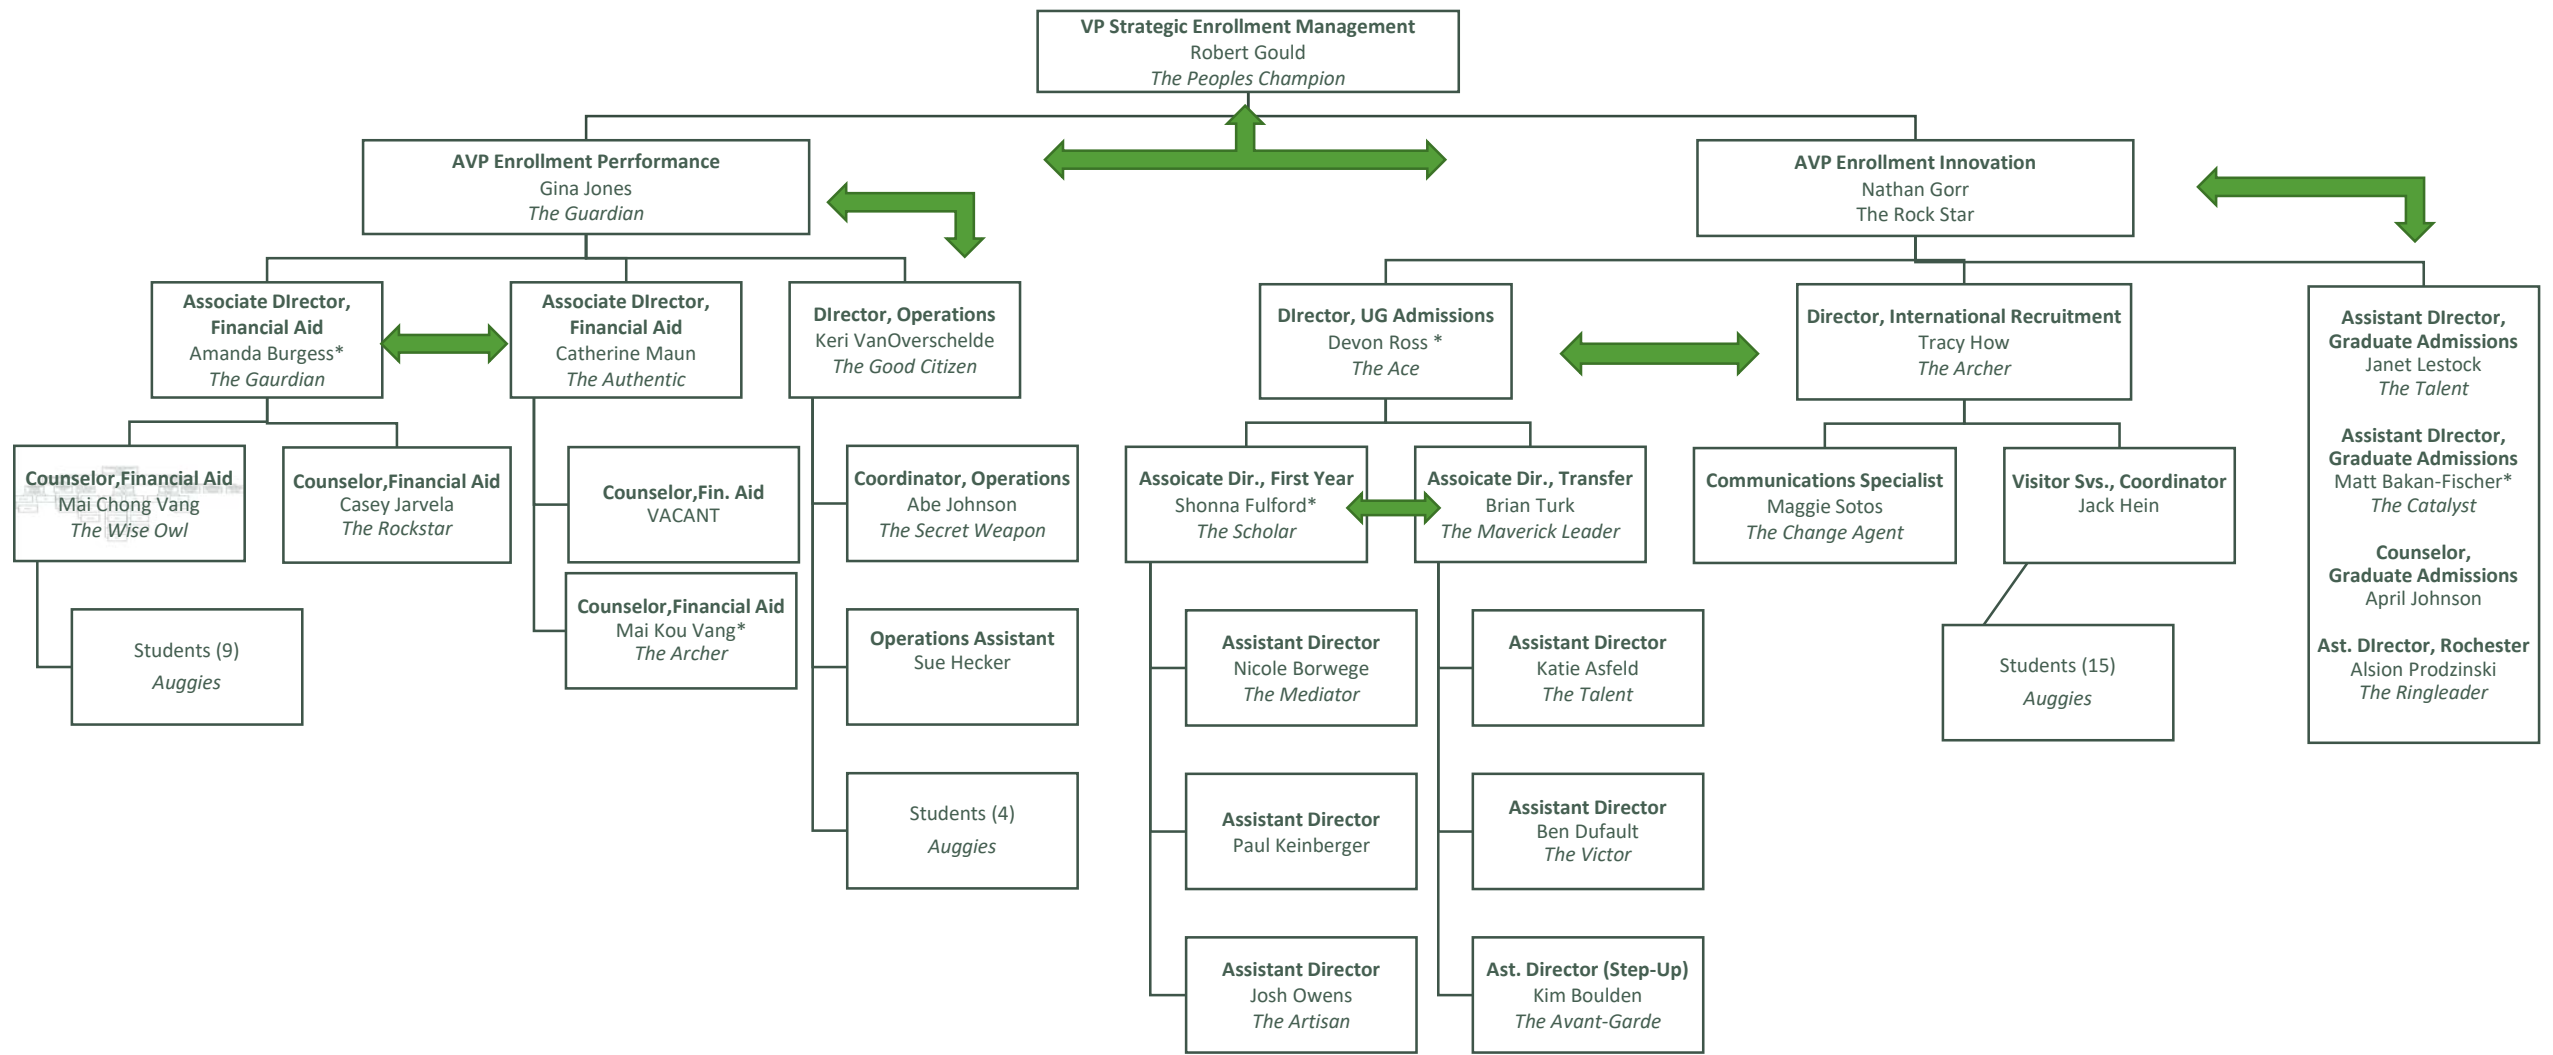 VP Strategic Enrollment Management
Robert Gould
The Peoples Champion
AVP Enrollment Perrformance
Gina Jones
The Guardian
AVP Enrollment Innovation
Nathan Gorr
The Rock Star
Associate DIrector,
Financial Aid
Amanda Burgess*
The Gaurdian
Associate DIrector,
Financial Aid
Catherine Maun
The Authentic
DIrector, Operations
Keri VanOverschelde
The Good Citizen
DIrector, UG Admissions
Devon Ross *
The Ace
Director, International Recruitment
Tracy How
The Archer
Assistant DIrector,
Graduate Admissions
Janet Lestock
The Talent
Assistant DIrector,
Graduate Admissions
Matt Bakan-Fischer*
The Catalyst
Counselor,
Graduate Admissions
April Johnson
Ast. DIrector, Rochester
Alsion Prodzinski
The Ringleader
Counselor,Financial Aid
Mai Chong Vang
The Wise Owl
Counselor,Financial Aid
Casey Jarvela
The Rockstar
Counselor,Fin. Aid
VACANT
Coordinator, Operations
Abe Johnson
The Secret Weapon
Assoicate Dir., First Year
Shonna Fulford*
The Scholar
Assoicate Dir., Transfer
Brian Turk
The Maverick Leader
Communications Specialist
Maggie Sotos
The Change Agent
Visitor Svs., Coordinator
Jack Hein
Counselor,Financial Aid
Mai Kou Vang*
The Archer
Students (9)
Auggies
Operations Assistant
Sue Hecker
Assistant Director
Nicole Borwege
The Mediator
Assistant Director
Katie Asfeld
The Talent
Students (15)
Auggies
Students (4)
Auggies
Assistant Director
Paul Keinberger
Assistant Director
Ben Dufault
The Victor
Assistant Director
Josh Owens
The Artisan
Ast. Director (Step-Up)
Kim Boulden
The Avant-Garde